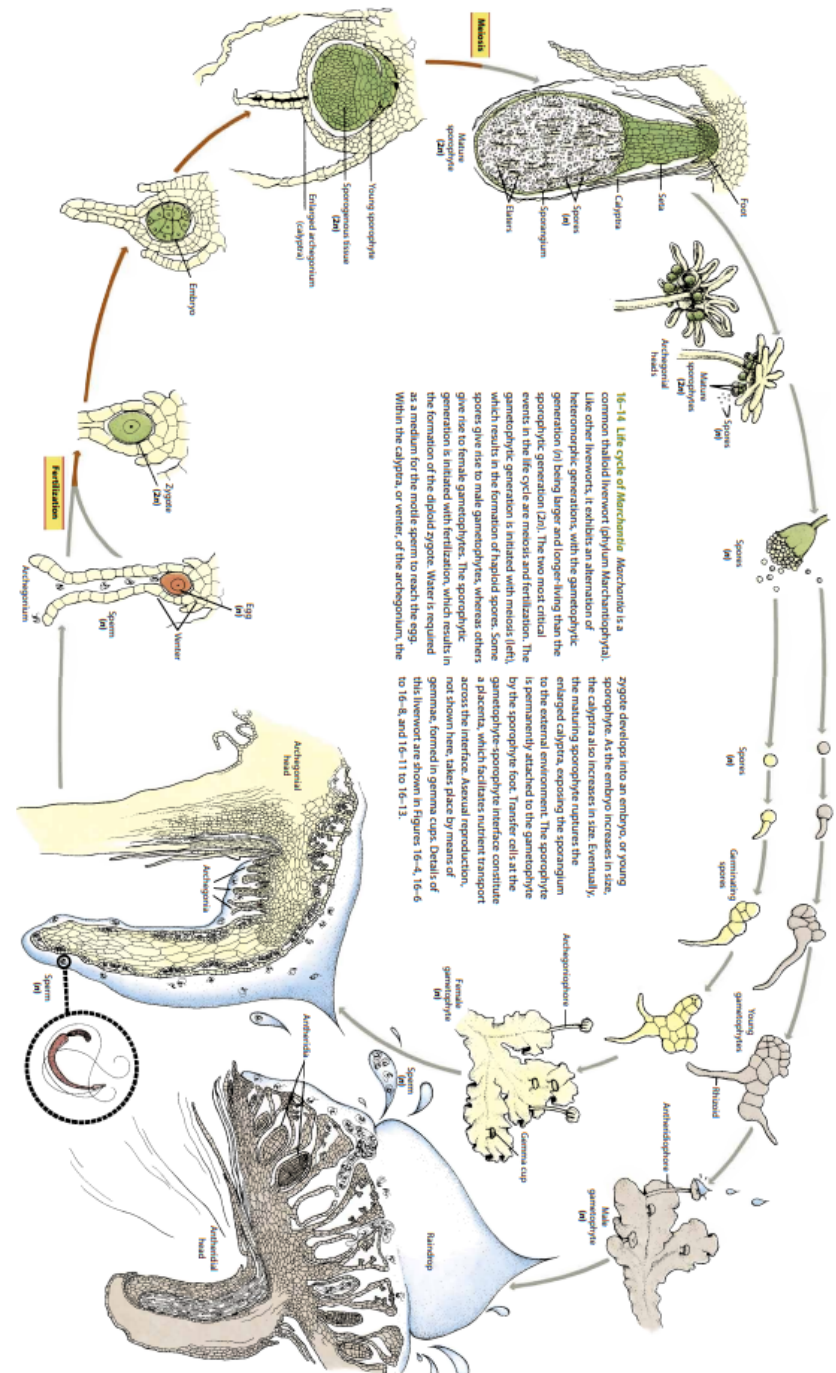 Foot
Seta
Calyptra
Spores
(n)
Sporangium
Elaters
Mature
sporophyte
(2n)
Meiosis
Spores
(n)
Mature
sporophytes
(2n)
Archegonial
heads
Spores
(n)
Spores
(n)
Germinating
spores
Young
gametophytes
Rhizoid
Antheridiophore
Male
gametophyte
(n)
Archegoniophore
Gemma cup
Female
gametophyte
(n)
16–14 Life cycle of Marchantia Marchantia is a
common thalloid liverwort (phylum Marchantiophyta).
Like other liverworts, it exhibits an alternation of
heteromorphic generations, with the gametophytic
generation (n) being larger and longer-living than the
sporophytic generation (2n). The two most critical
events in the life cycle are meiosis and fertilization. The
gametophytic generation is initiated with meiosis (left),
which results in the formation of haploid spores. Some
spores give rise to male gametophytes, whereas others
give rise to female gametophytes. The sporophytic
generation is initiated with fertilization, which results in
the formation of the diploid zygote. Water is required
as a medium for the motile sperm to reach the egg.
Within the calyptra, or venter, of the archegonium, the
zygote develops into an embryo, or young
sporophyte. As the embryo increases in size,
the calyptra also increases in size. Eventually,
the maturing sporophyte ruptures the
enlarged calyptra, exposing the sporangium
to the external environment. The sporophyte
is permanently attached to the gametophyte
by the sporophyte foot. Transfer cells at the
gametophyte-sporophyte interface constitute
a placenta, which facilitates nutrient transport
across the interface. Asexual reproduction,
not shown here, takes place by means of
gemmae, formed in gemma cups. Details of
this liverwort are shown in Figures 16–4, 16–6
to 16–8, and 16–11 to 16–13.
Raindrop
Sperm
(n)
Antheridia
Antheridial
head
Archegonial
head
Archegonia
Sperm
(n)
Egg
(n)
Venter
Sperm
(n)
Archegonium
Fertilization
Zygote
(2n)
Embryo
Young sporophyte
Sporogenous tissue
(2n)
Enlarged archegonium
(calyptra)